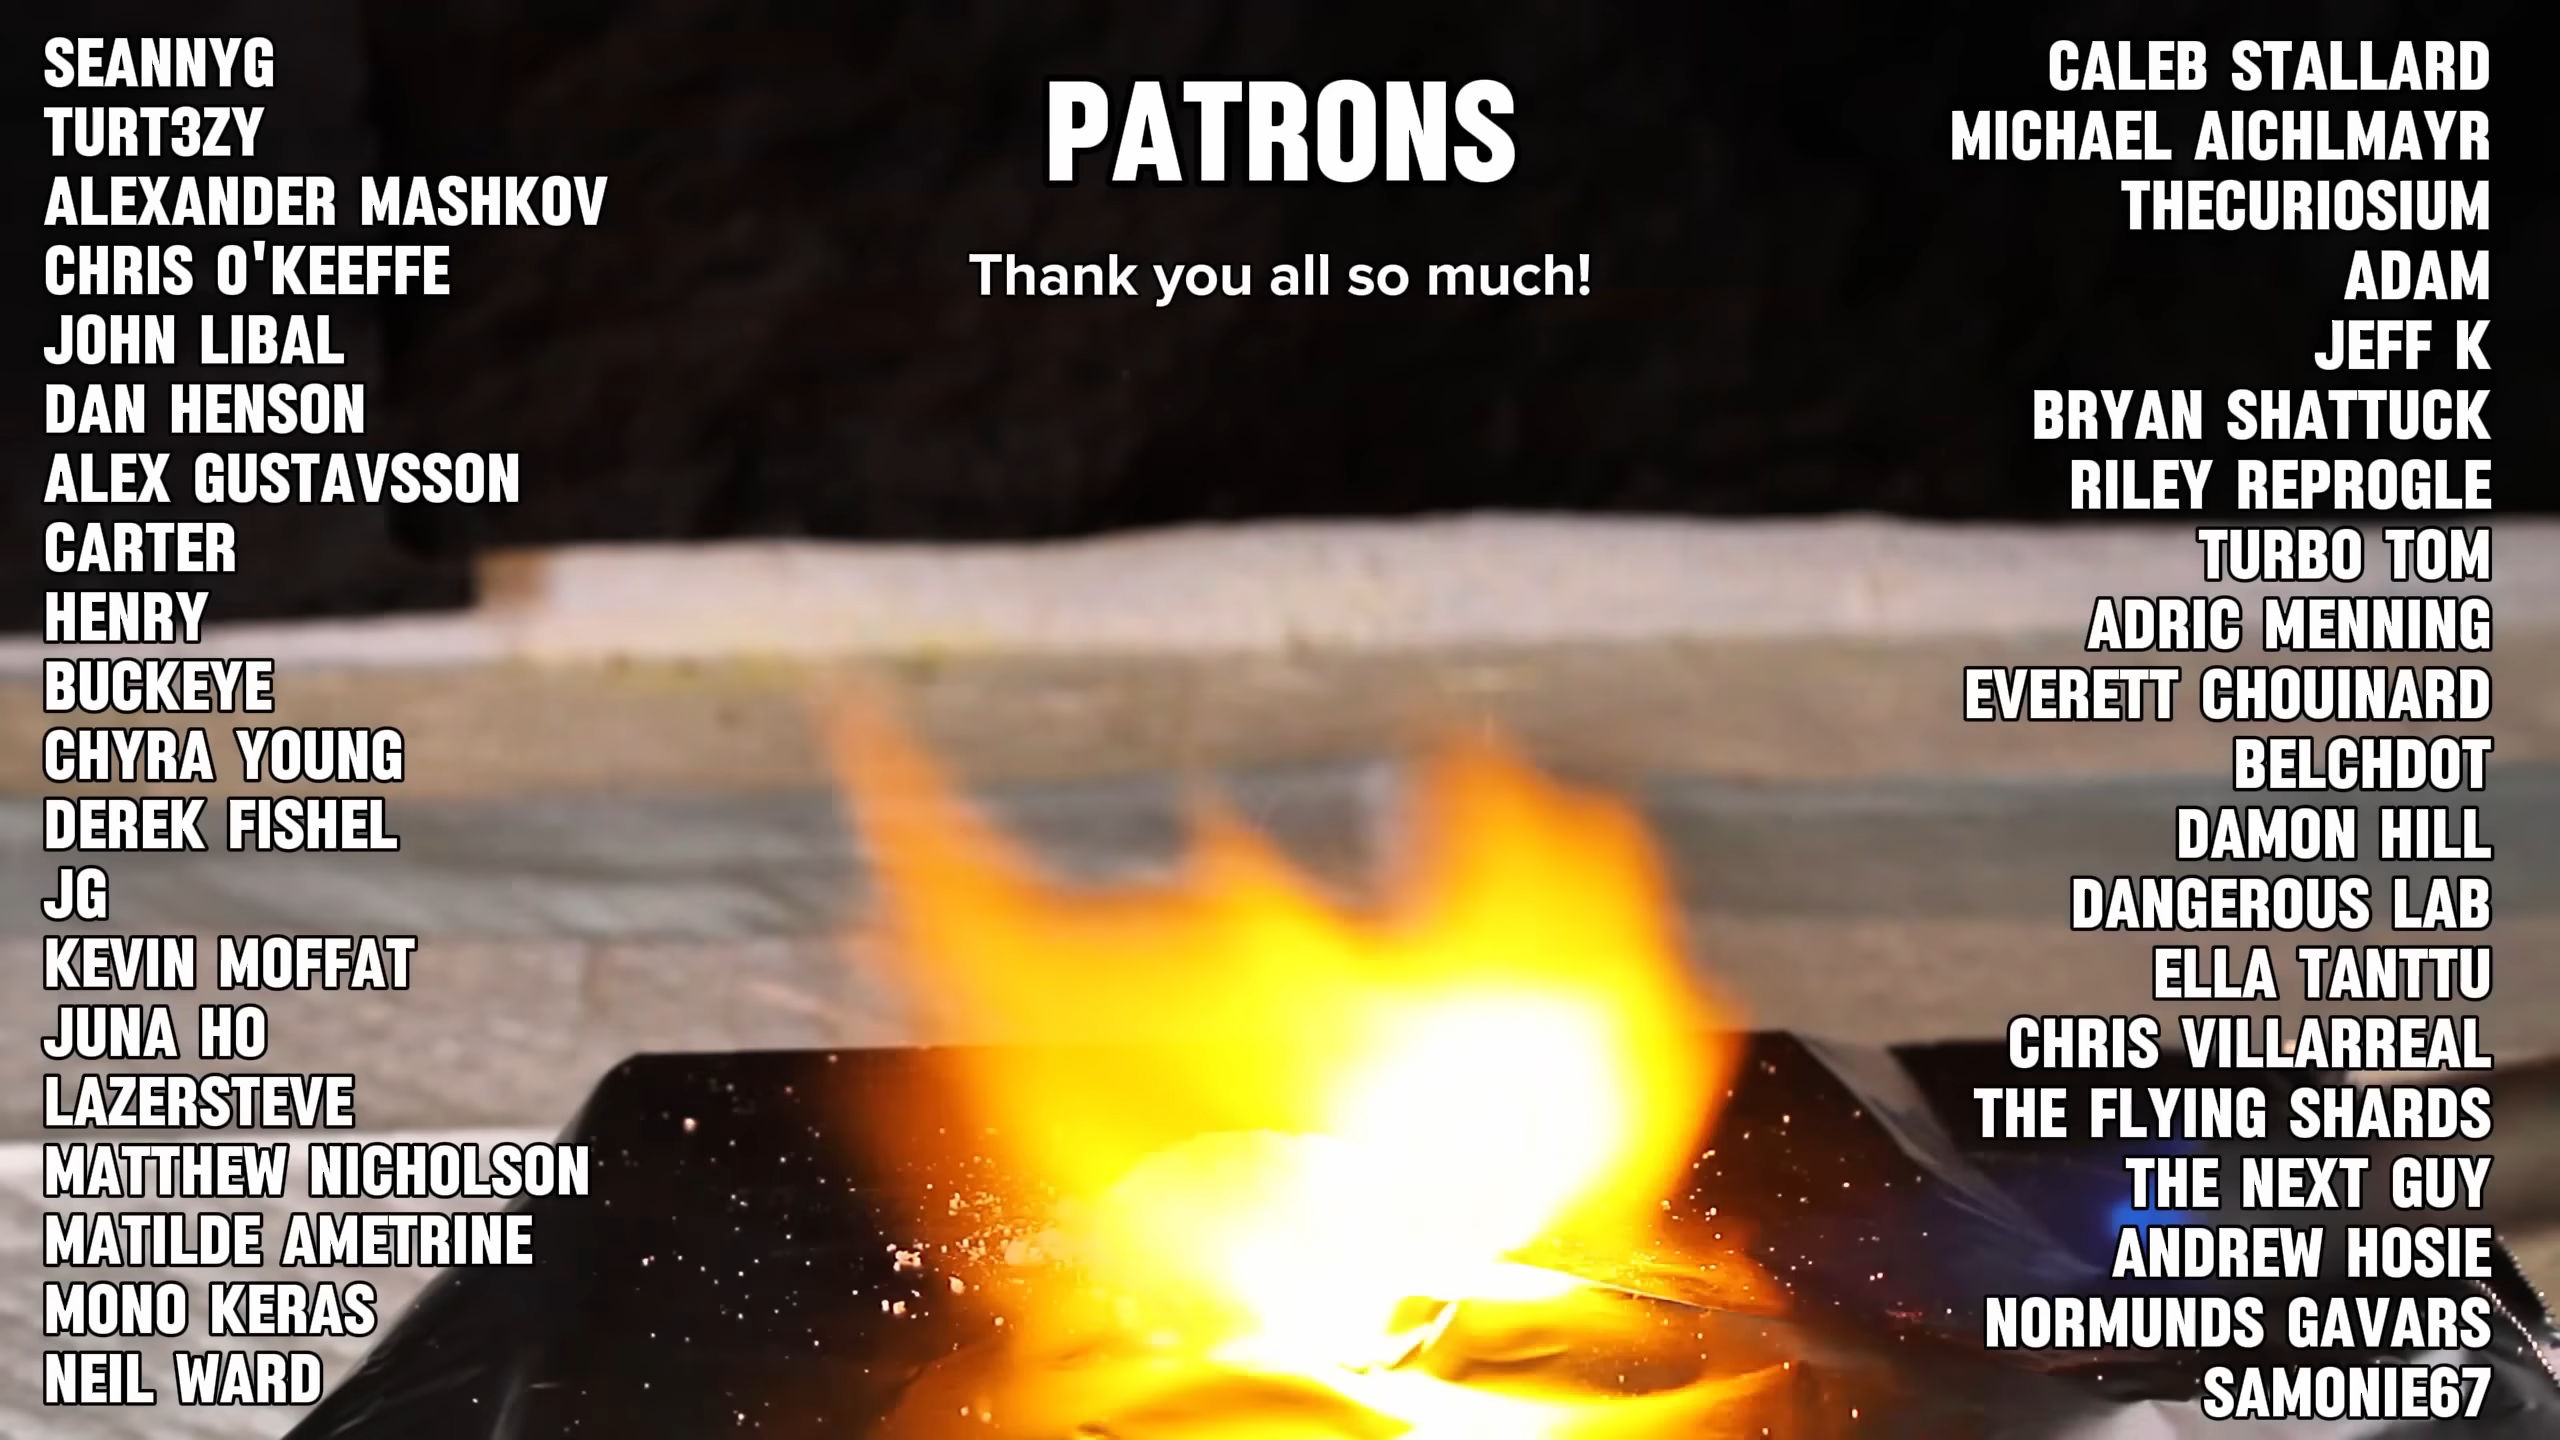 SEANNYG
TURT3ZY
ALEXANDER MASHKOV
CHRIS O'KEEFFE
JOHN LIBAL
DAN HENSON
ALEX GUSTAVSSON
CARTER
HENRY
BUCKEYE
CHYRA YOUNG
DEREK FISHEL
JG
KEVIN MOFFAT
JUNA HO
LAZERSTEVE
MATTHEW NICHOLSON
MATILDE AMETRINE
MONO KERAS
NEIL WARD
PATRONS
Thank you all so much!
CALEB STALLARD
MICHAEL AICHLMAYR
THECURIOSIUM
ADAM
JEFF K
BRYAN SHATTUCK
RILEY REPROGLE
TURBO TOM
ADRIC MENNING
EVERETT CHOUINARD
BELCHDOT
DAMON HILL
DANGEROUS LAB
ELLA TANTTU
CHRIS VILLARREAL
THE FLYING SHARDS
THE NEXT GUY
ANDREW HOSIE
NORMUNDS GAVARS
SAMONIE67